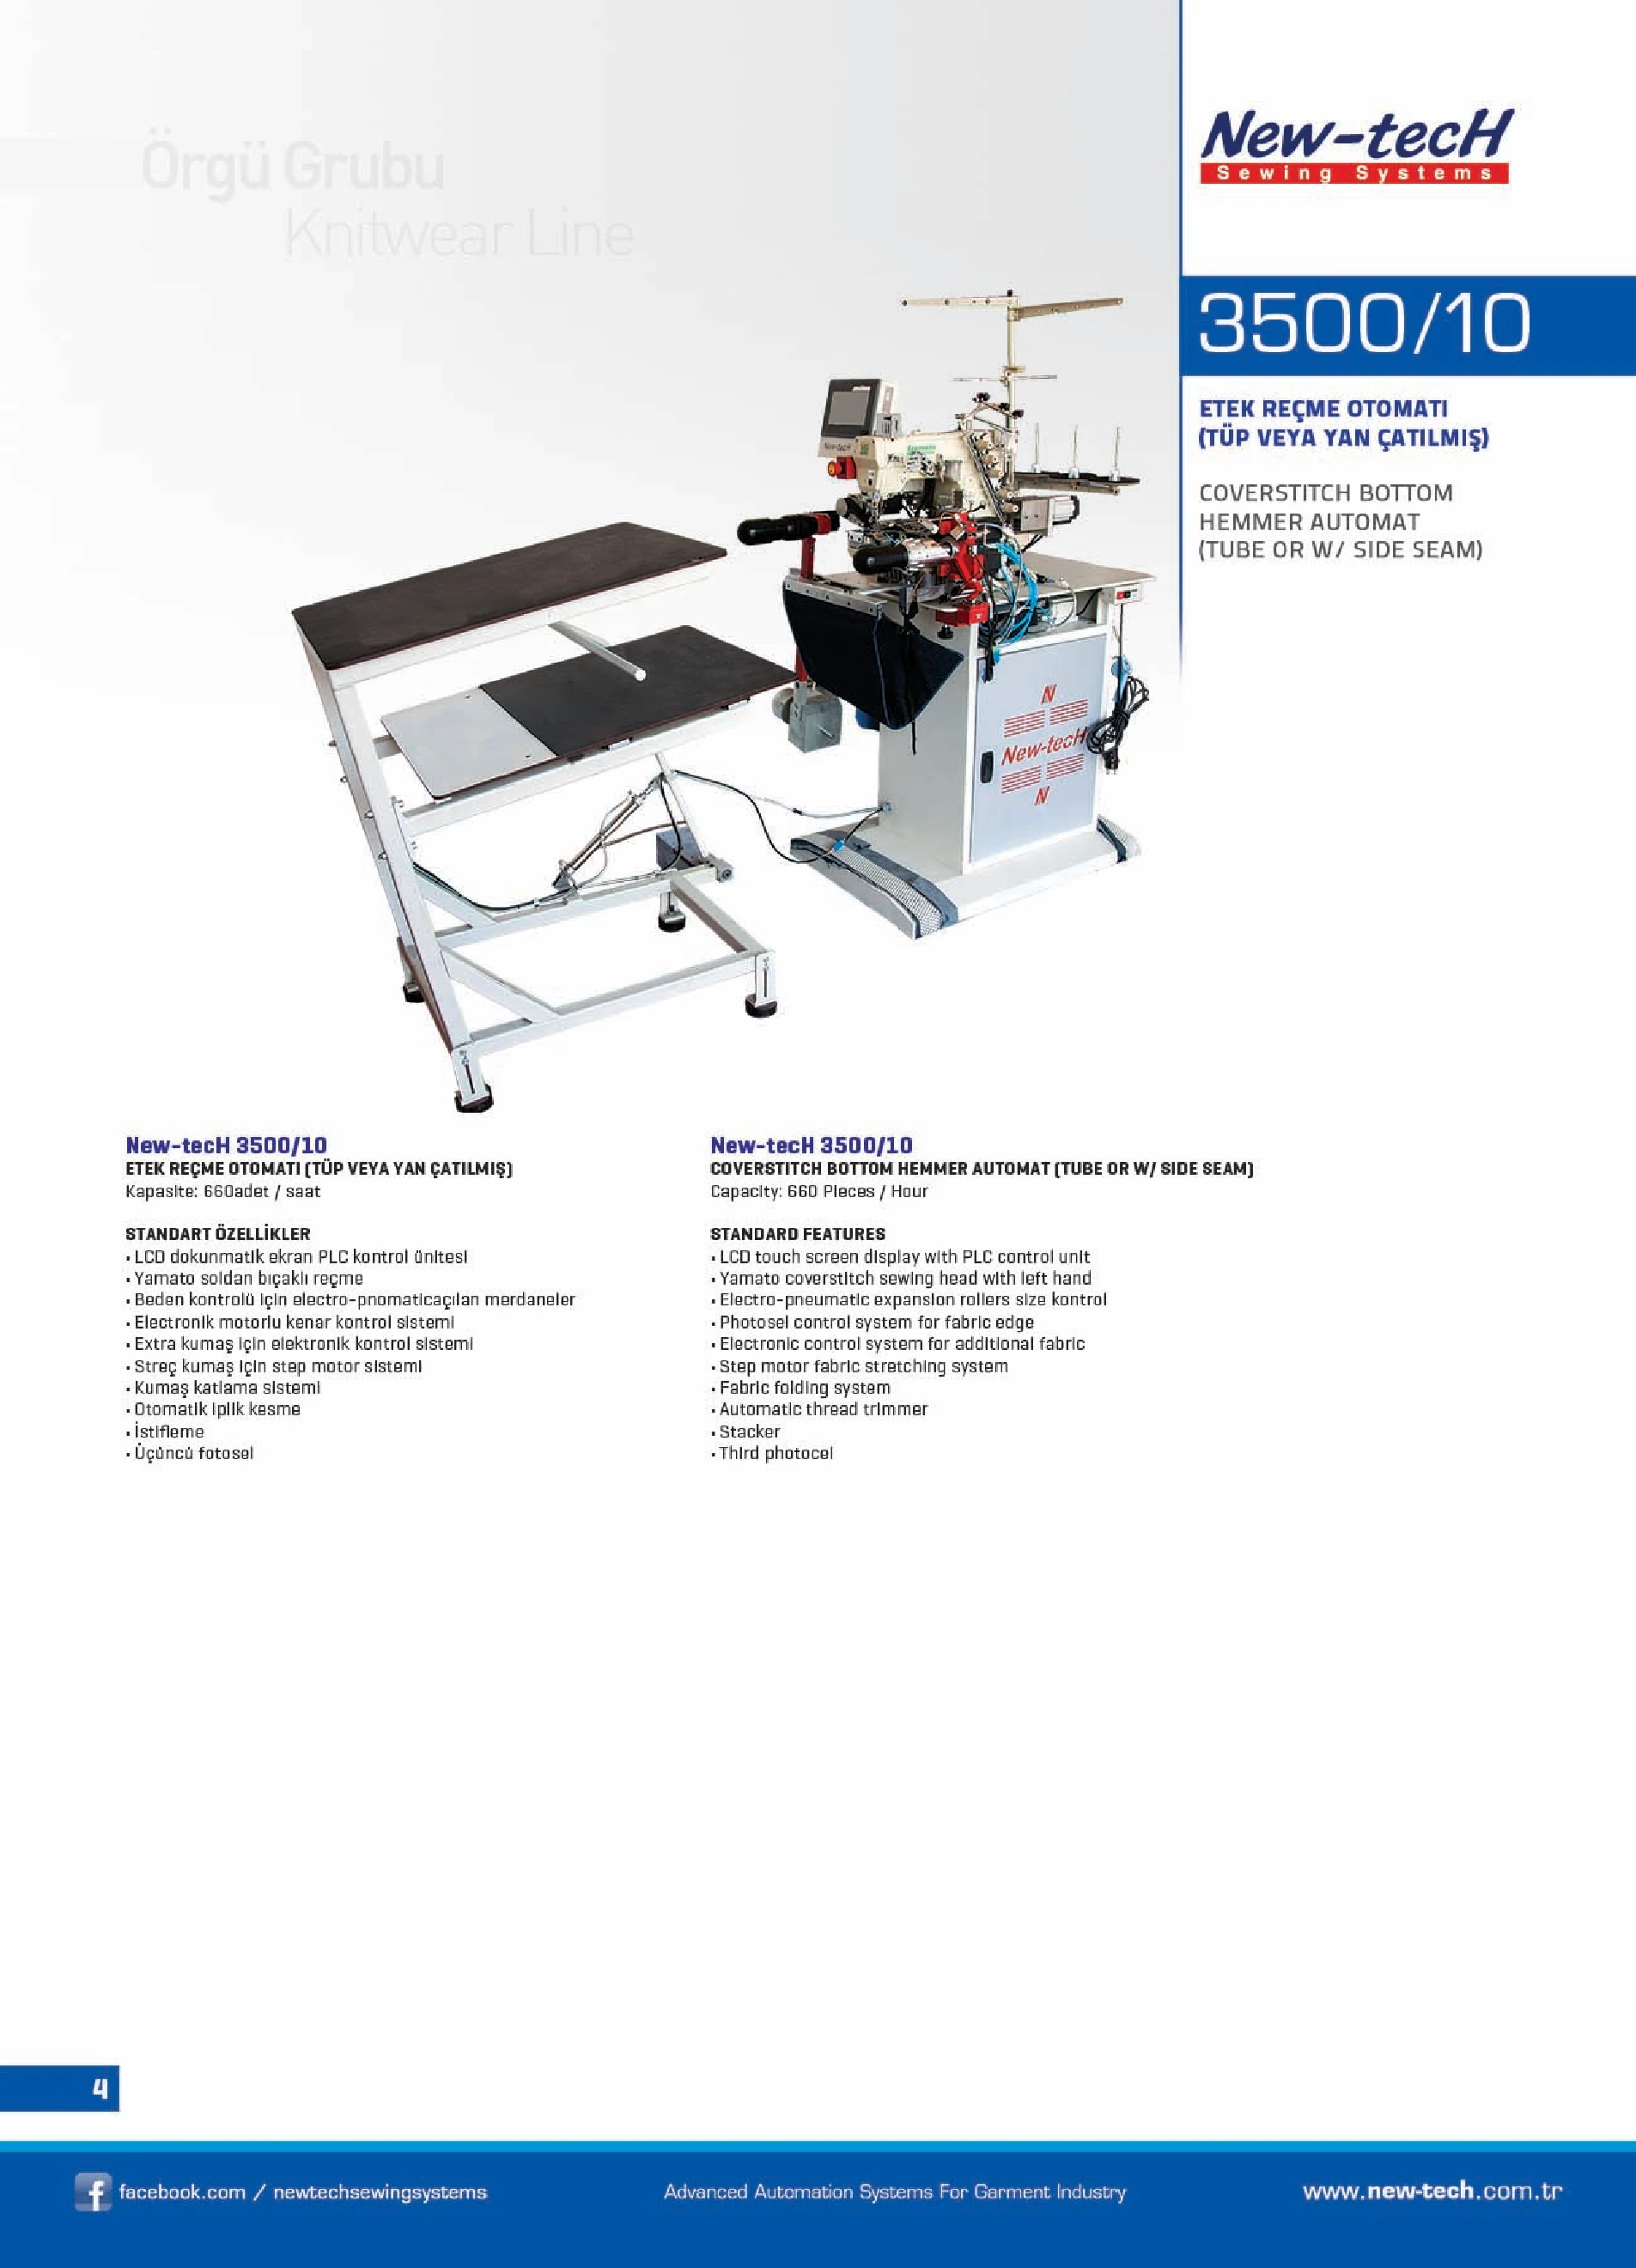 Örgü Grubu
Knitwear Line
New-tecH
Sewing Systems
3500/10
ETEK REÇME OTOMATI
(TÜP VEYA YAN ÇATILMIŞ)
COVERSTITCH BOTTOM
HEMMER AUTOMAT
(TUBE OR W/ SIDE SEAM)
New-tecH
N
New-tecH
N
New-tecH 3500/10
ETEK REÇME OTOMATI (TÜP VEYA YAN ÇATILMIŞ)
Kapasite: 660adet / saat
STANDART ÖZELLİKLER
• LCD dokunmatik ekran PLC kontrol ünitesi
• Yamato soldan bıçaklı reçme
• Beden kontrolü için electro-pnomaticaçılan merdaneler
• Electronik motorlu kenar kontrol sistemi
• Extra kumaş için elektronik kontrol sistemi
• Streç kumaş için step motor sistemi
• Kumaş katlama sistemi
• Otomatik iplik kesme
• İstifleme
• Üçüncü fotosel
New-tecH 3500/10
COVERSTITCH BOTTOM HEMMER AUTOMAT (TUBE OR W/ SIDE SEAM)
Capacity: 660 Pieces / Hour
STANDARD FEATURES
• LCD touch screen display with PLC control unit
• Yamato coverstitch sewing head with left hand
• Electro-pneumatic expansion rollers size kontrol
• Photosel control system for fabric edge
• Electronic control system for additional fabric
• Step motor fabric stretching system
• Fabric folding system
• Automatic thread trimmer
• Stacker
• Third photocel
4
facebook.com / newtechsewingsystems
Advanced Automation Systems For Garment Industry
www.new-tech.com.tr